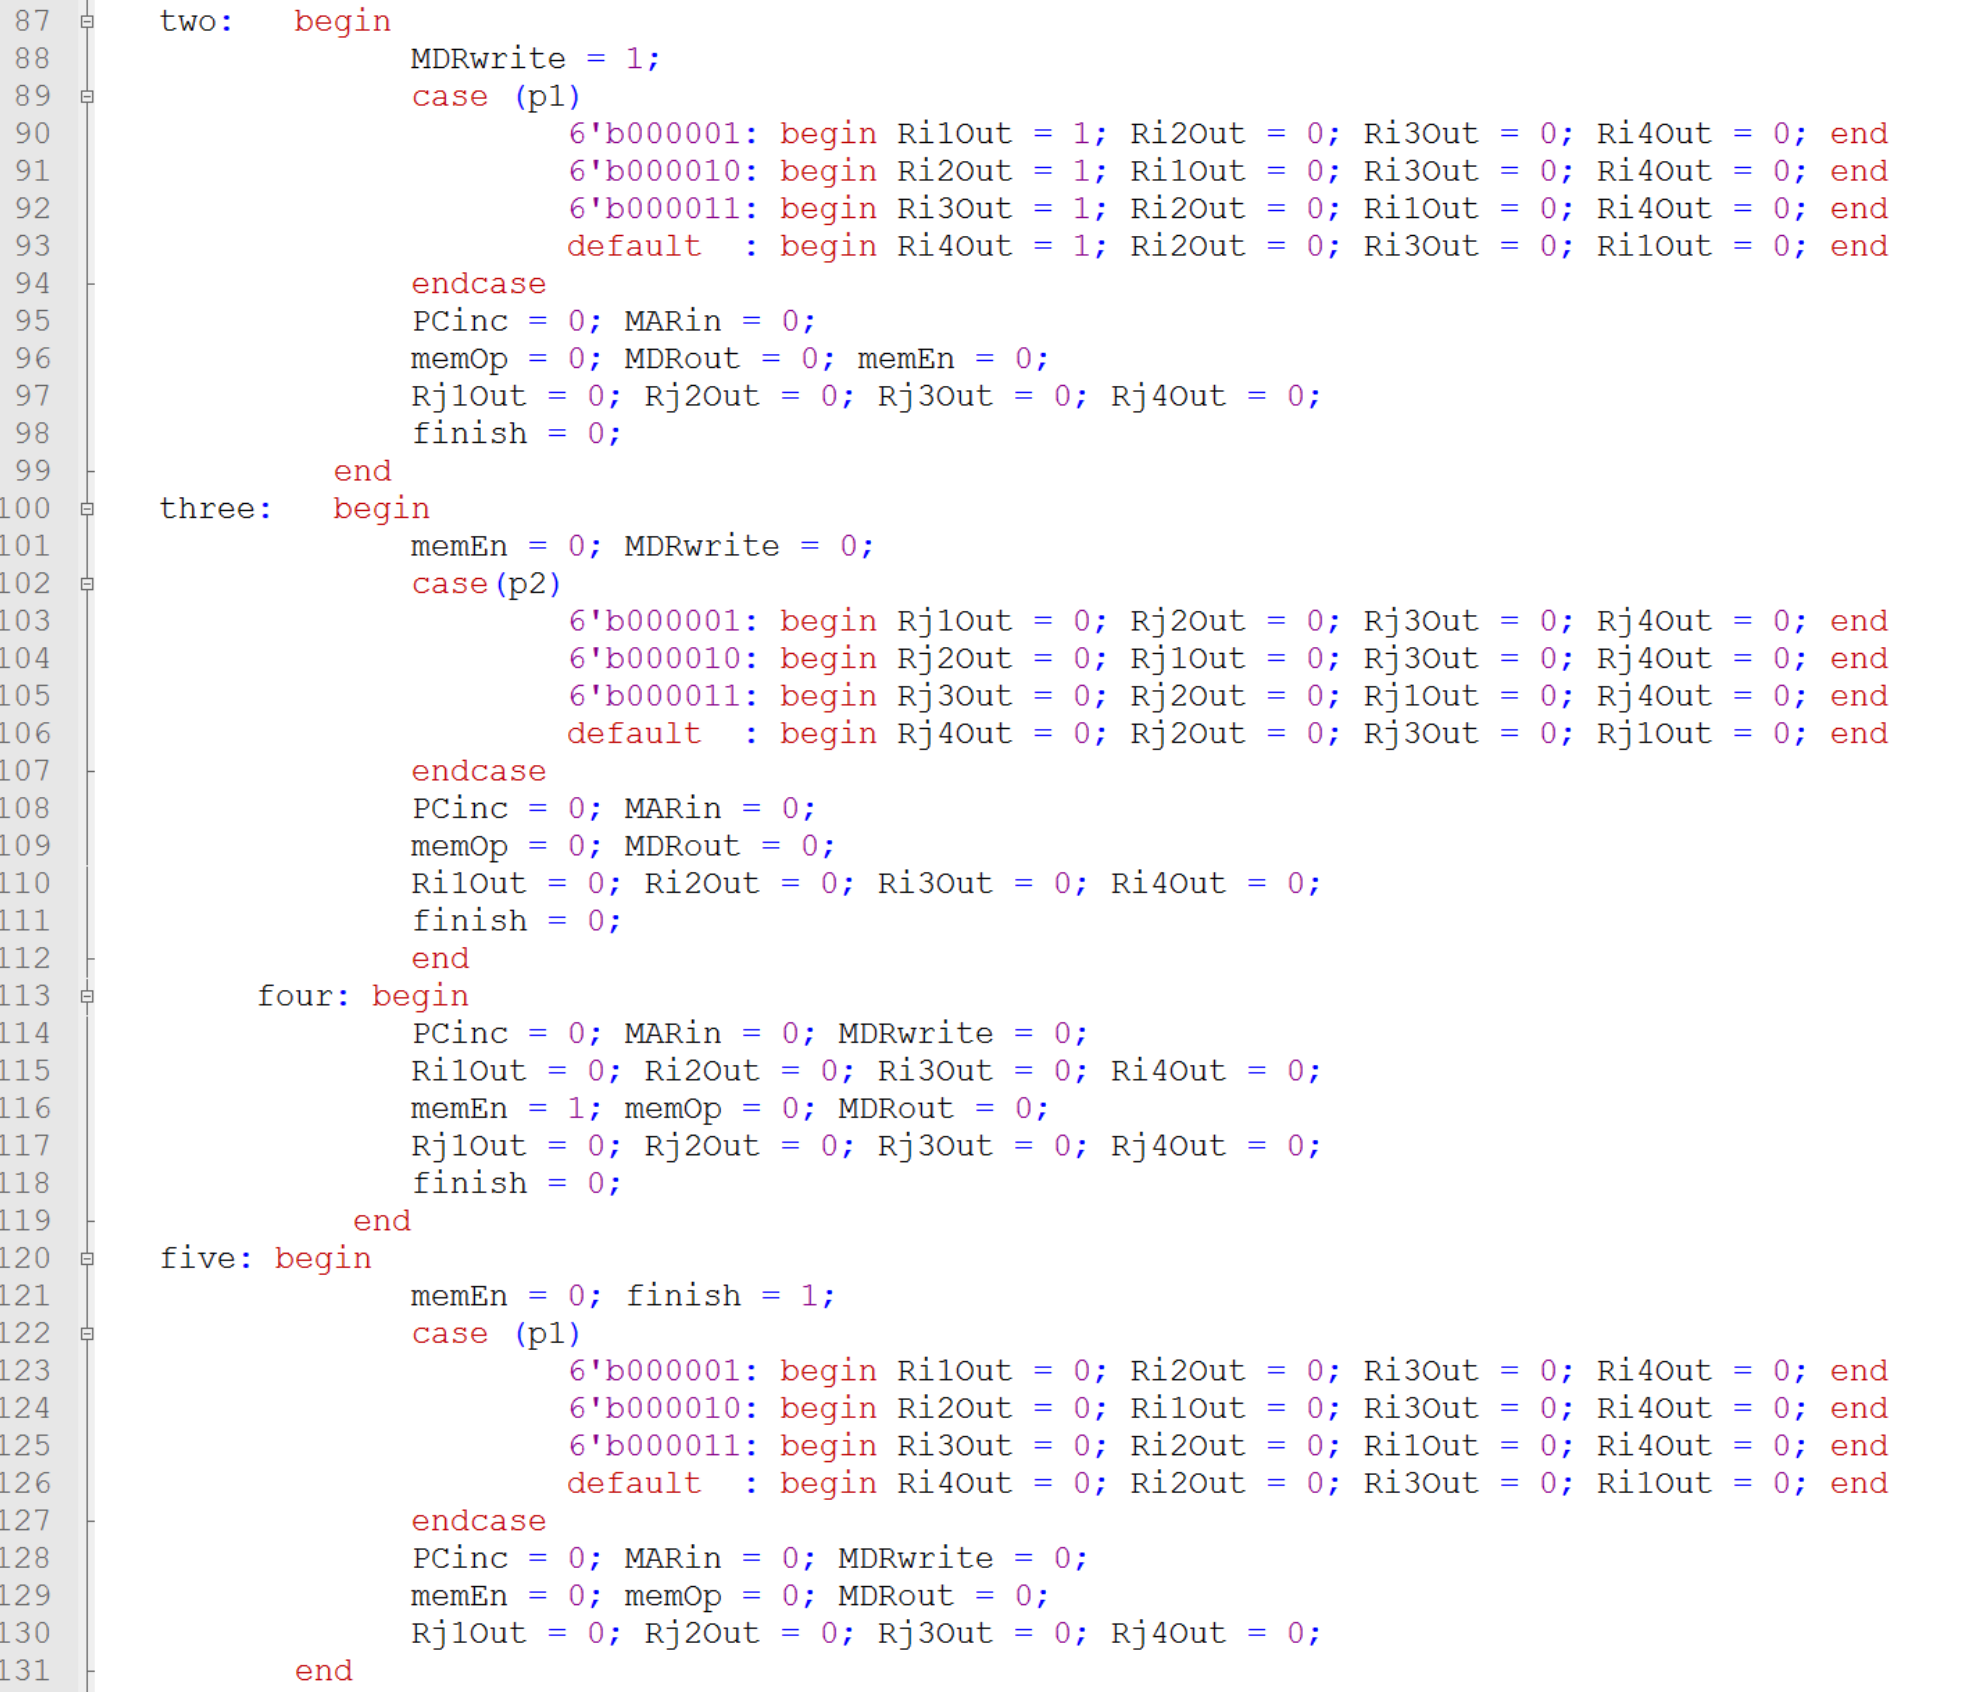 87 two: begin
88 MDRwrite = 1;
89 case (p1)
90 6'b000001: begin Ri1Out = 1; Ri2Out = 0; Ri3Out = 0; Ri4Out = 0; end
91 6'b000010: begin Ri2Out = 1; Ri1Out = 0; Ri3Out = 0; Ri4Out = 0; end
92 6'b000011: begin Ri3Out = 1; Ri2Out = 0; Ri1Out = 0; Ri4Out = 0; end
93 default : begin Ri4Out = 1; Ri2Out = 0; Ri3Out = 0; Ri1Out = 0; end
94 endcase
95 PCinc = 0; MARin = 0;
96 memOp = 0; MDRout = 0; memEn = 0;
97 Rj1Out = 0; Rj2Out = 0; Rj3Out = 0; Rj4Out = 0;
98 finish = 0;
99 end
100 three: begin
101 memEn = 0; MDRwrite = 0;
102 case(p2)
103 6'b000001: begin Rj1Out = 0; Rj2Out = 0; Rj3Out = 0; Rj4Out = 0; end
104 6'b000010: begin Rj2Out = 0; Rj1Out = 0; Rj3Out = 0; Rj4Out = 0; end
105 6'b000011: begin Rj3Out = 0; Rj2Out = 0; Rj1Out = 0; Rj4Out = 0; end
106 default : begin Rj4Out = 0; Rj2Out = 0; Rj3Out = 0; Rj1Out = 0; end
107 endcase
108 PCinc = 0; MARin = 0;
109 memOp = 0; MDRout = 0;
110 Ri1Out = 0; Ri2Out = 0; Ri3Out = 0; Ri4Out = 0;
111 finish = 0;
112 end
113 four: begin
114 PCinc = 0; MARin = 0; MDRwrite = 0;
115 Ri1Out = 0; Ri2Out = 0; Ri3Out = 0; Ri4Out = 0;
116 memEn = 1; memOp = 0; MDRout = 0;
117 Rj1Out = 0; Rj2Out = 0; Rj3Out = 0; Rj4Out = 0;
118 finish = 0;
119 end
120 five: begin
121 memEn = 0; finish = 1;
122 case (p1)
123 6'b000001: begin Ri1Out = 0; Ri2Out = 0; Ri3Out = 0; Ri4Out = 0; end
124 6'b000010: begin Ri2Out = 0; Ri1Out = 0; Ri3Out = 0; Ri4Out = 0; end
125 6'b000011: begin Ri3Out = 0; Ri2Out = 0; Ri1Out = 0; Ri4Out = 0; end
126 default : begin Ri4Out = 0; Ri2Out = 0; Ri3Out = 0; Ri1Out = 0; end
127 endcase
128 PCinc = 0; MARin = 0; MDRwrite = 0;
129 memEn = 0; memOp = 0; MDRout = 0;
130 Rj1Out = 0; Rj2Out = 0; Rj3Out = 0; Rj4Out = 0;
131 end